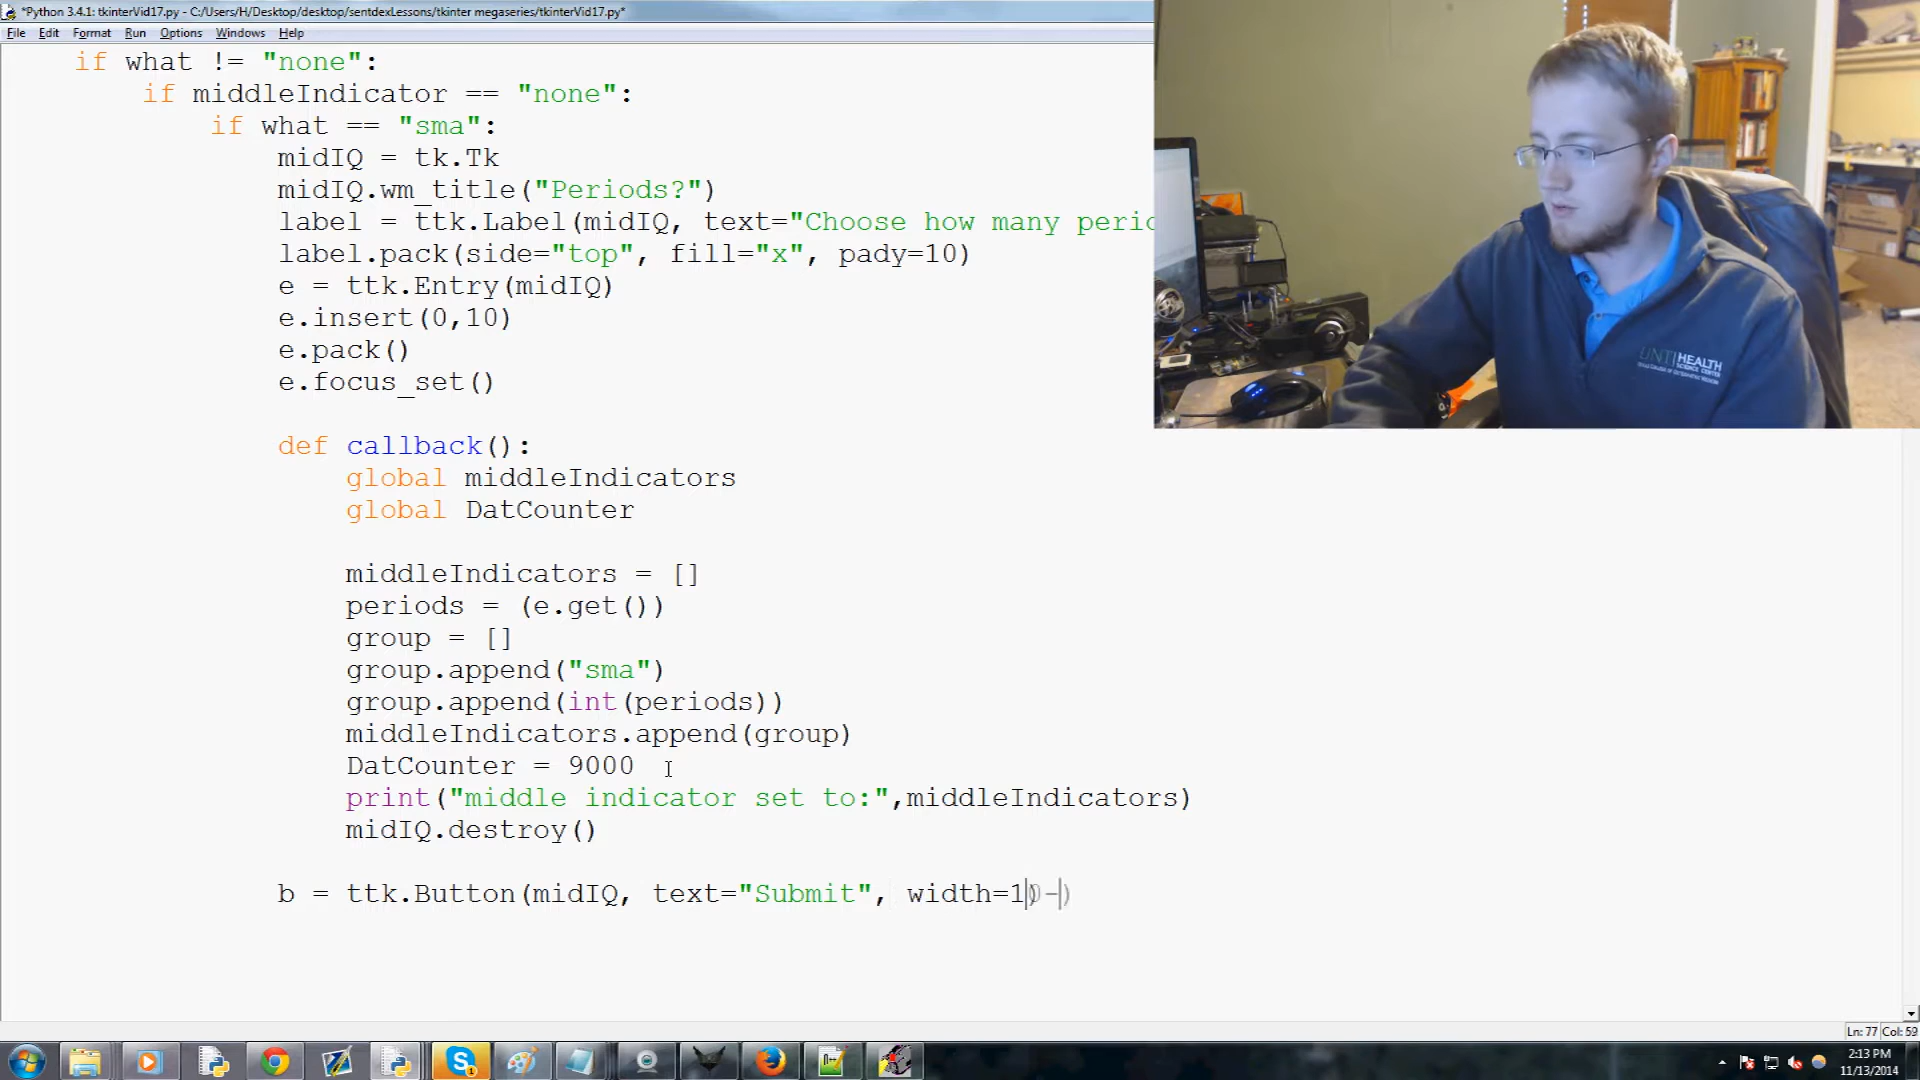 *Python 3.4.1: tkinterVid17.py - C:/Users/H/Desktop/desktop/sentdexLessons/tkinter megaseries/tkinterVid17.py*
File Edit Format Run Options Windows Help
if what != "none":
if middleIndicator == "none":
if what == "sma":
midIQ = tk.Tk
midIQ.wm_title("Periods?")
label = ttk.Label(midIQ, text="Choose how many perio
label.pack(side="top", fill="x", pady=10)
e = ttk.Entry(midIQ)
e.insert(0,10)
e.pack()
e.focus_set()
def callback():
global middleIndicators
global DatCounter
middleIndicators = []
periods = (e.get())
group = []
group.append("sma")
group.append(int(periods))
middleIndicators.append(group)
DatCounter = 9000
print("middle indicator set to:",middleIndicators)
midIQ.destroy()
b = ttk.Button(midIQ, text="Submit", width=1
UNT HEALTH
SCIENCE CENTER
Ln: 77 Col: 59
2:13 PM
11/13/2014